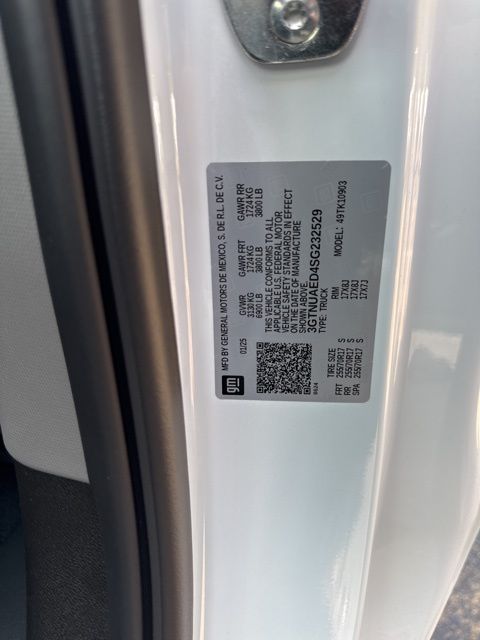 MFD BY GENERAL MOTORS DE MEXICO, S. DE R.L. DE C.V.
01/25 GVWR GAWR FRT GAWR RR
3130 KG 1724 KG 1724 KG
6900 LB 3800 LB 3800 LB
gm
THIS VEHICLE CONFORMS TO ALL
APPLICABLE U.S. FEDERAL MOTOR
VEHICLE SAFETY STANDARDS IN EFFECT
ON THE DATE OF MANUFACTURE
SHOWN ABOVE.
3GTNUAED4SG232529
TYPE: TRUCK MODEL: 49TK10903
TIRE SIZE RIM
FRT 255/70R17 S 17X8J
RR 255/70R17 S 17X8J
SPA 255/70R17 S 17X7J